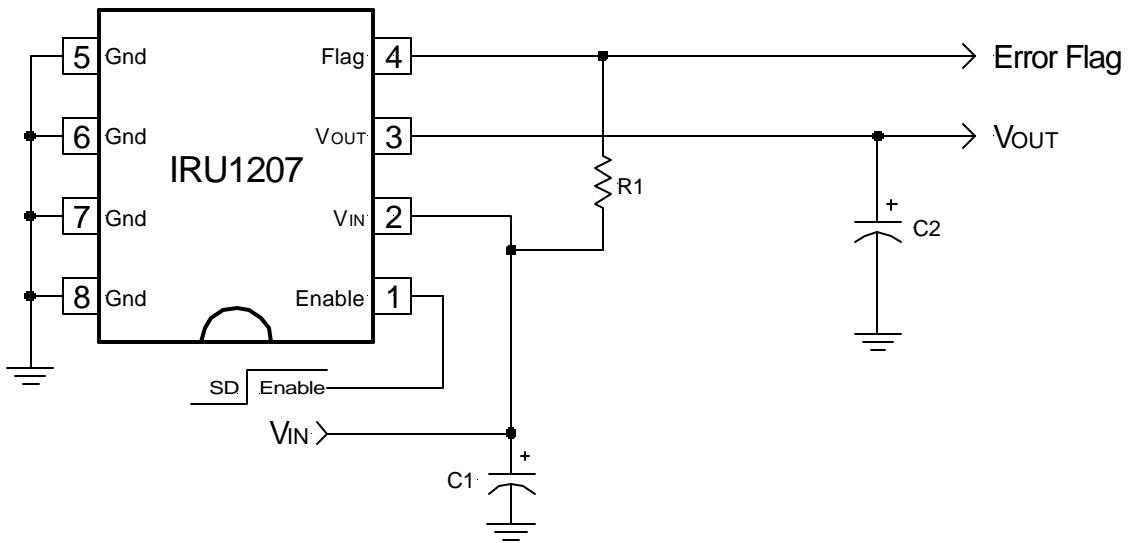 5 Gnd Flag 4 Error Flag
6 Gnd VOUT 3 VOUT
IRU1207
R1
7 Gnd VIN 2
+
C2
8 Gnd Enable 1
SD Enable
VIN
+
C1